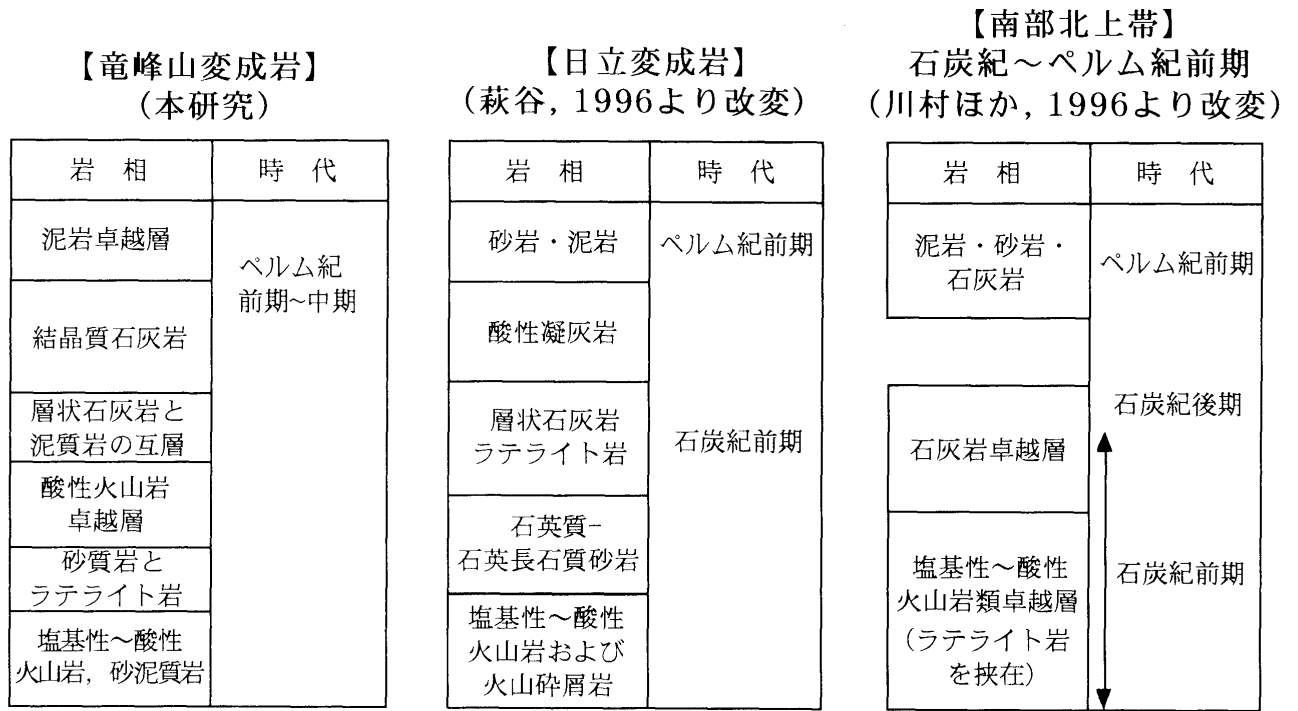 【竜峰山変成岩】
(本研究)
岩 相
時 代
泥岩卓越層
結晶質石灰岩
層状石灰岩と
泥質岩の互層
酸性火山岩
卓越層
砂質岩と
ラテライト岩
塩基性～酸性
火山岩, 砂泥質岩
ペルム紀
前期~中期
【日立変成岩】
(萩谷, 1996より改変)
岩 相
時 代
砂岩・泥岩
酸性凝灰岩
層状石灰岩
ラテライト岩
石英質-
石英長石質砂岩
塩基性～酸性
火山岩および
火山砕屑岩
ペルム紀前期
石炭紀前期
【南部北上帯】
石炭紀～ペルム紀前期
(川村ほか, 1996より改変)
岩 相
時 代
泥岩・砂岩・
石灰岩
石灰岩卓越層
塩基性～酸性
火山岩類卓越層
(ラテライト岩
を挟在)
ペルム紀前期
石炭紀後期
石炭紀前期